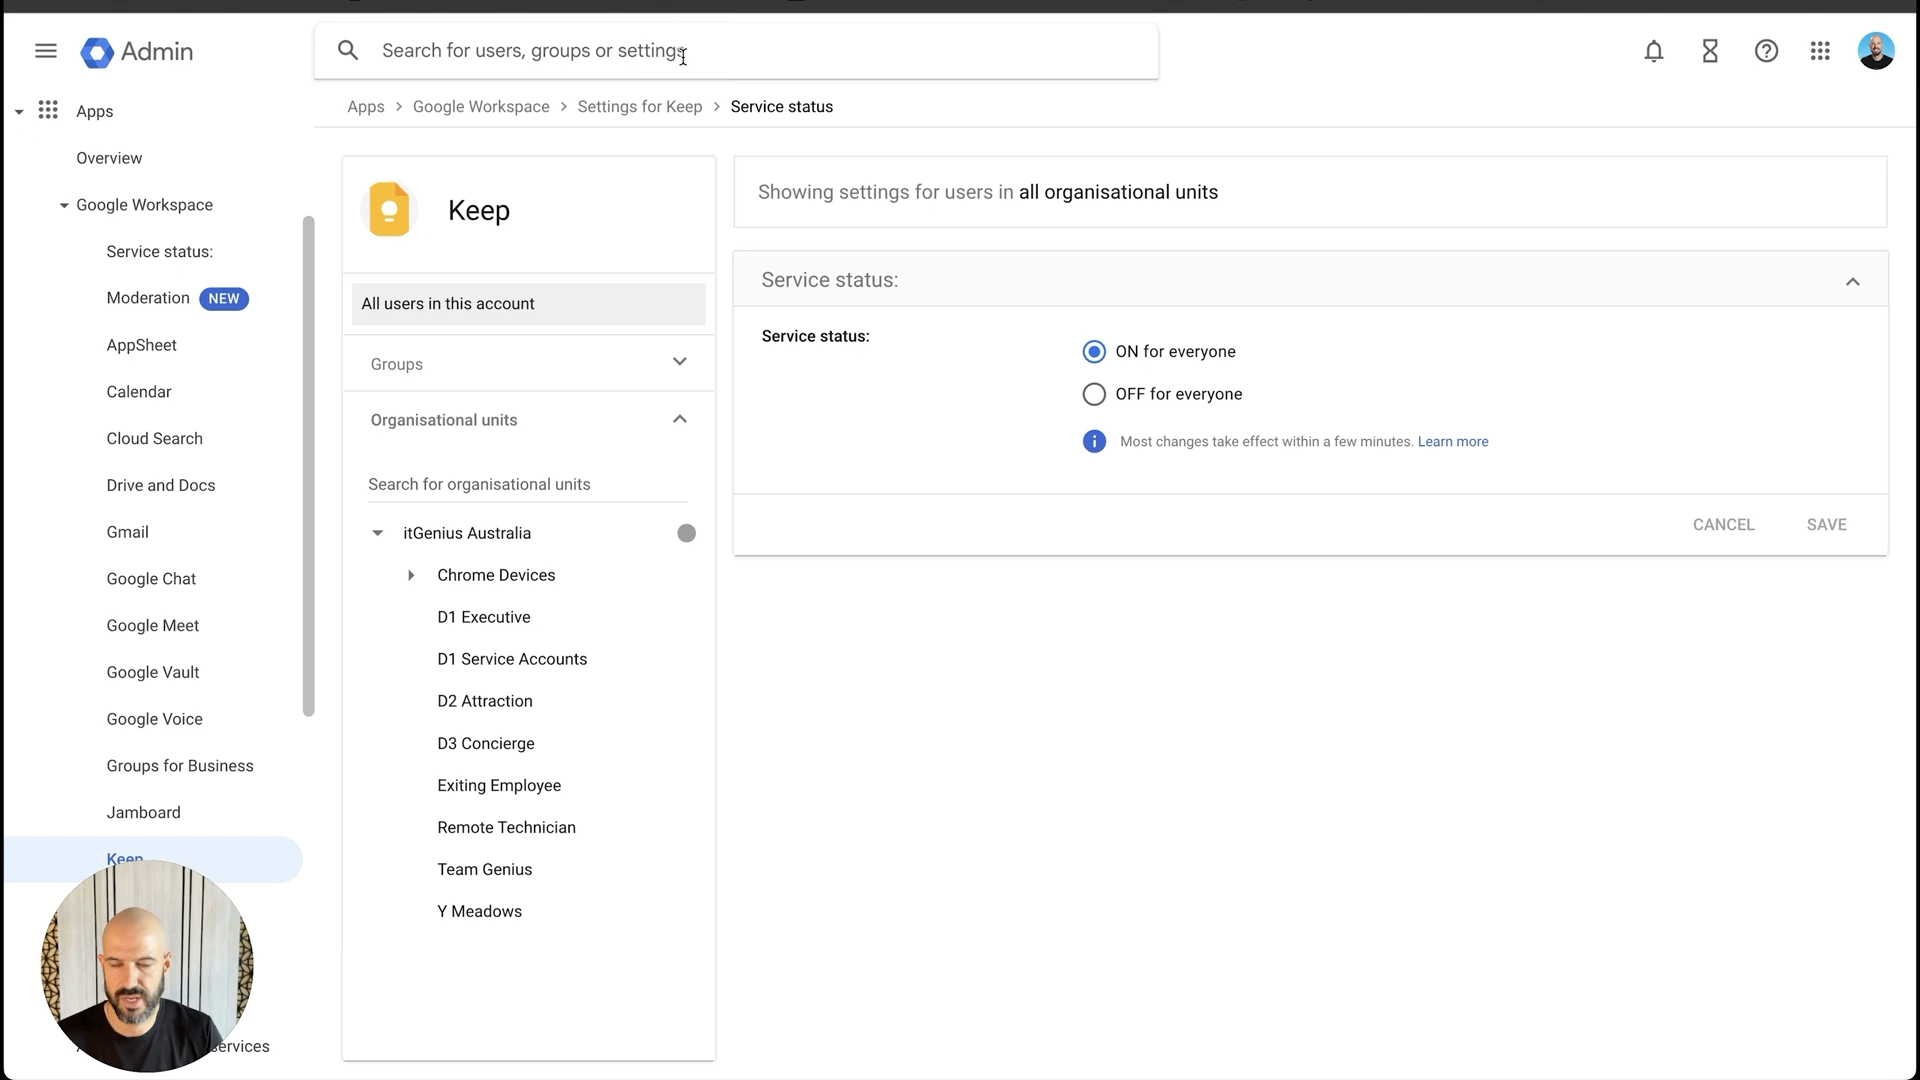 Admin
Search for users, groups or settings
Apps
Overview
Google Workspace
Service status:
Moderation NEW
AppSheet
Calendar
Cloud Search
Drive and Docs
Gmail
Google Chat
Google Meet
Google Vault
Google Voice
Groups for Business
Jamboard
Keep
services
Apps > Google Workspace > Settings for Keep > Service status
Keep
All users in this account
Groups
Organisational units
Search for organisational units
itGenius Australia
Chrome Devices
D1 Executive
D1 Service Accounts
D2 Attraction
D3 Concierge
Exiting Employee
Remote Technician
Team Genius
Y Meadows
Showing settings for users in all organisational units
Service status:
Service status:
ON for everyone
OFF for everyone
Most changes take effect within a few minutes. Learn more
CANCEL SAVE